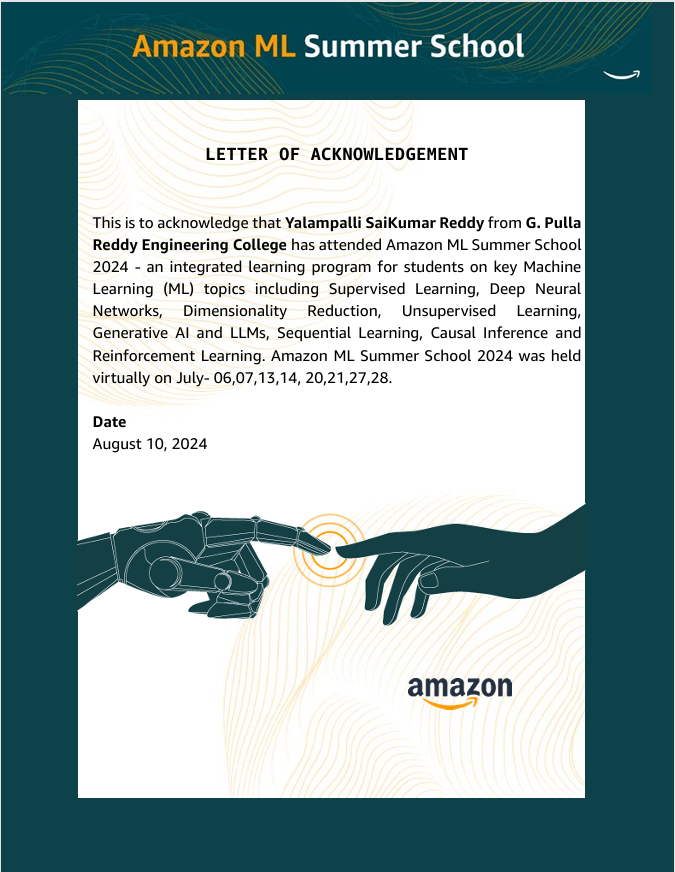 Amazon ML Summer School
LETTER OF ACKNOWLEDGEMENT
This is to acknowledge that Yalampalli SaiKumar Reddy from G. Pulla
Reddy Engineering College has attended Amazon ML Summer School
2024 - an integrated learning program for students on key Machine
Learning (ML) topics including Supervised Learning, Deep Neural
Networks, Dimensionality Reduction, Unsupervised Learning,
Generative AI and LLMs, Sequential Learning, Causal Inference and
Reinforcement Learning. Amazon ML Summer School 2024 was held
virtually on July- 06,07,13,14, 20,21,27,28.
Date
August 10, 2024
amazon